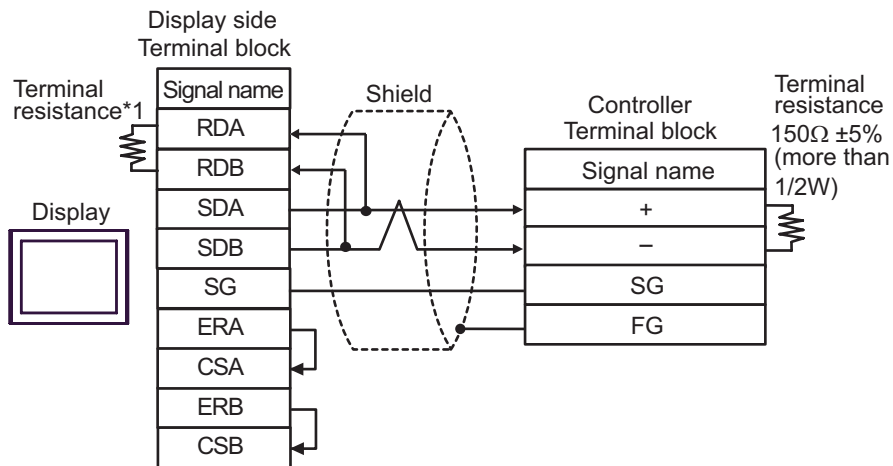 Display side
Terminal block
Terminal
resistance*1
Signal name
RDA
RDB
SDA
SDB
SG
ERA
CSA
ERB
CSB
Display
Shield
Controller
Terminal block
Signal name
+
–
SG
FG
Terminal
resistance
150Ω ±5%
(more than
1/2W)